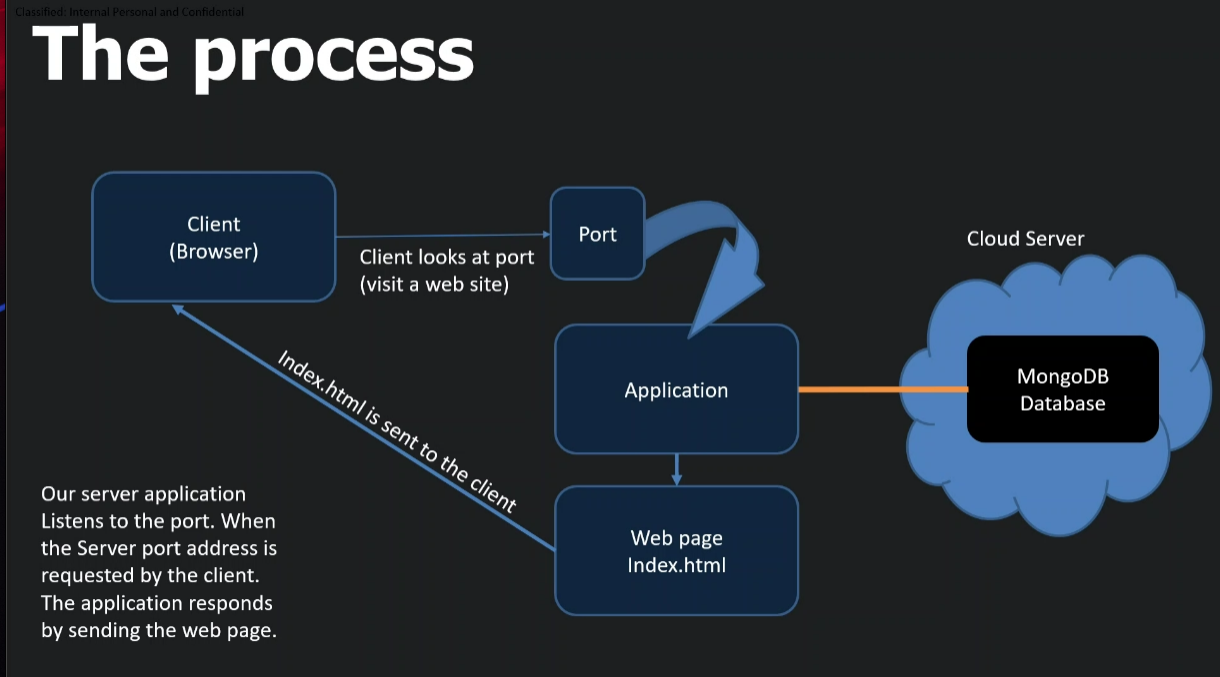 Classified: Internal Personal and Confidential
The process
Client
(Browser)
Client looks at port
(visit a web site)
Port
Cloud Server
Application
MongoDB
Database
Index.html is sent to the client
Web page
Index.html
Our server application
Listens to the port. When
the Server port address is
requested by the client.
The application responds
by sending the web page.